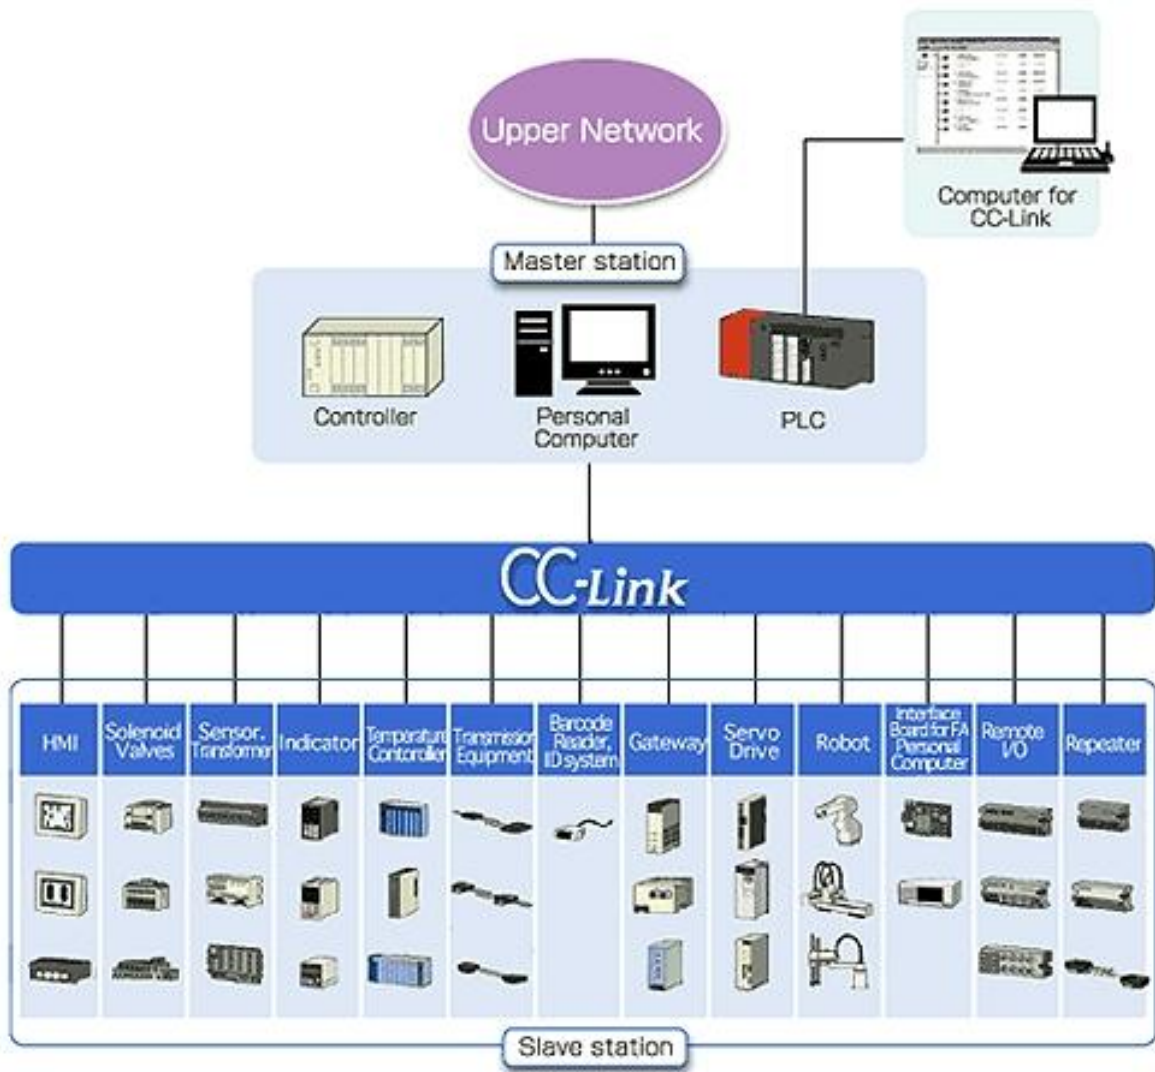 Upper Network
Computer for
CC-Link
Master station
Controller
Personal
Computer
PLC
CC-Link
HMI
Solenoid
Valves
Sensor.
Transformer
Indicator
Temperature
Contoroller
Transmission
Equipment
Barcode
Reader,
ID system
Gateway
Servo
Drive
Robot
Interface
Board for FA
Personal
Computer
Remote
I/O
Repeater
Slave station